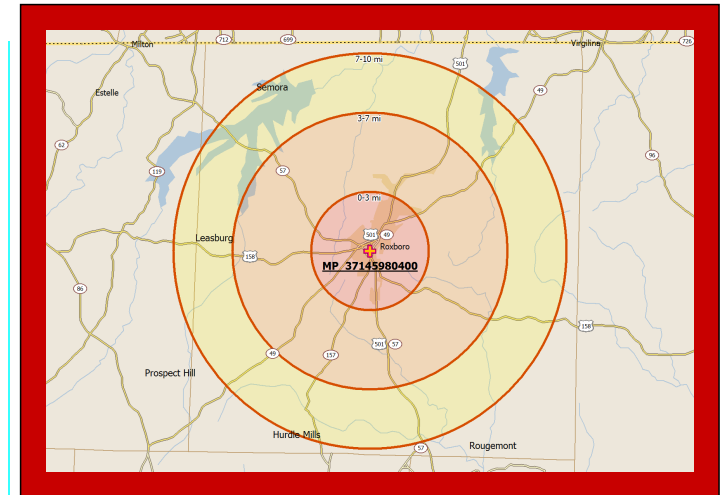 Milton
712
699
Virgilina
726
7-10 mi
501
Semora
Estelle
49
3-7 mi
62
96
119
57
0-3 mi
501
49
Leasburg
Roxboro
158
MP 37145980400
86
158
501
57
49
157
Prospect Hill
Hurdle Mills
Rougemont
57